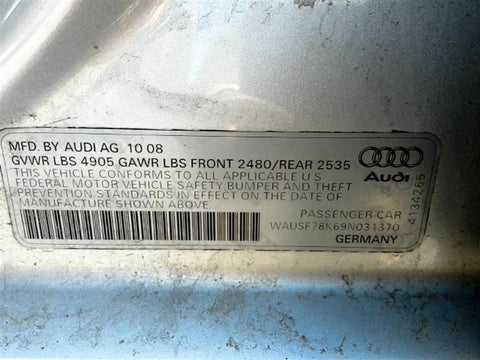 MFD. BY AUDI AG 10 08
GVWR LBS 4905 GAWR LBS FRONT 2480/REAR 2535
THIS VEHICLE CONFORMS TO ALL APPLICABLE U S
FEDERAL MOTOR VEHICLE SAFETY BUMPER AND THEFT
PREVENTION STANDARDS IN EFFECT ON THE DATE OF
MANUFACTURE SHOWN ABOVE
Audi
PASSENGER CAR
WAUSF78K69N031370
GERMANY
4134265